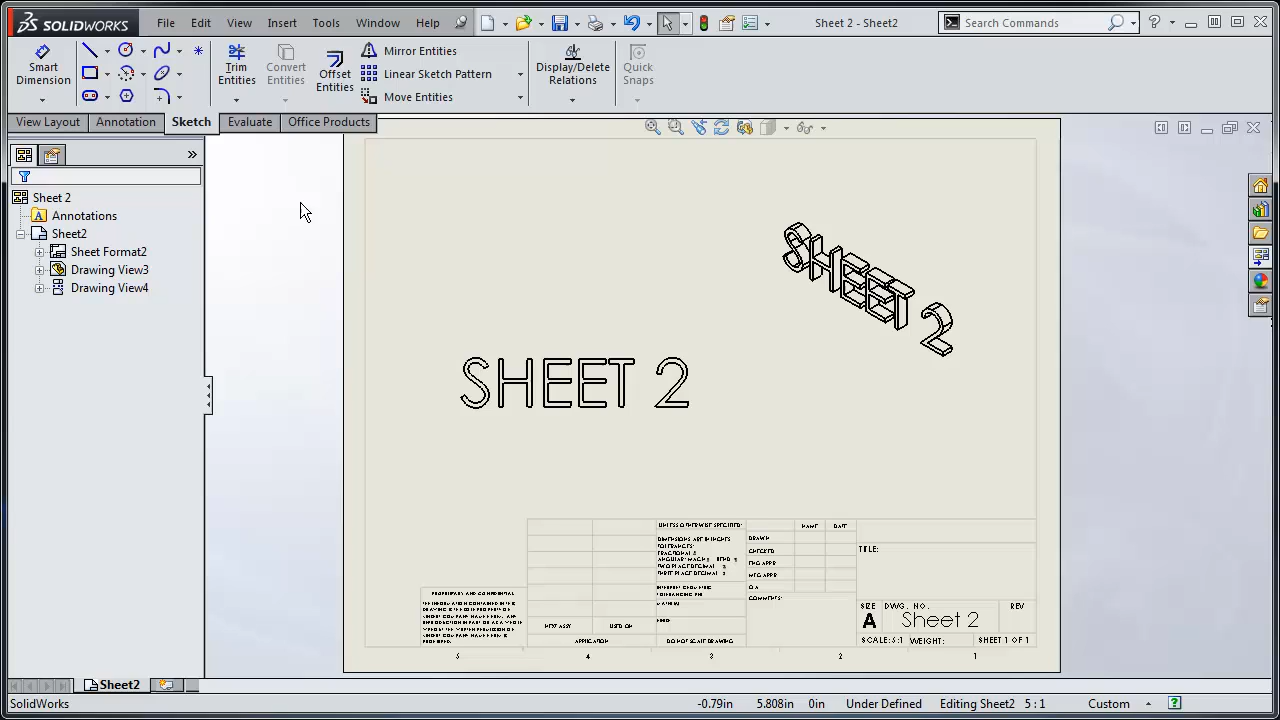 SOLIDWORKS File Edit View Insert Tools Window Help Sheet 2 - Sheet2 Search Commands
Smart Dimension
Trim Entities
Convert Entities
Offset Entities
Mirror Entities
Linear Sketch Pattern
Move Entities
Display/Delete Relations
Quick Snaps
View Layout Annotation Sketch Evaluate Office Products
Sheet 2
Annotations
Sheet2
Sheet Format2
Drawing View3
Drawing View4
SHEET 2
SHEET 2
UNLESS OTHERWISE SPECIFIED:
NAME DATE
DRAWN
CHECKED
ENG APPR.
MFG APPR.
Q.A.
COMMENTS:
PROPRIETARY AND CONFIDENTIAL
NEXT ASSY USED ON
APPLICATION
DO NOT SCALE DRAWING
TITLE:
SIZE DWG. NO. REV
A Sheet 2
SCALE: 5:1 WEIGHT: SHEET 1 OF 1
5 4 3 2 1
Sheet2
SolidWorks -0.79in 5.808in 0in Under Defined Editing Sheet2 5 : 1 Custom